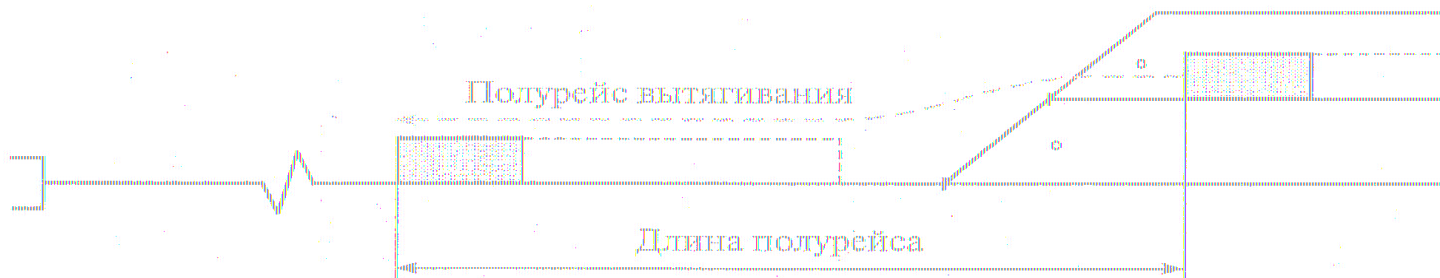 Полурейс вытягивания
Длина полурейса